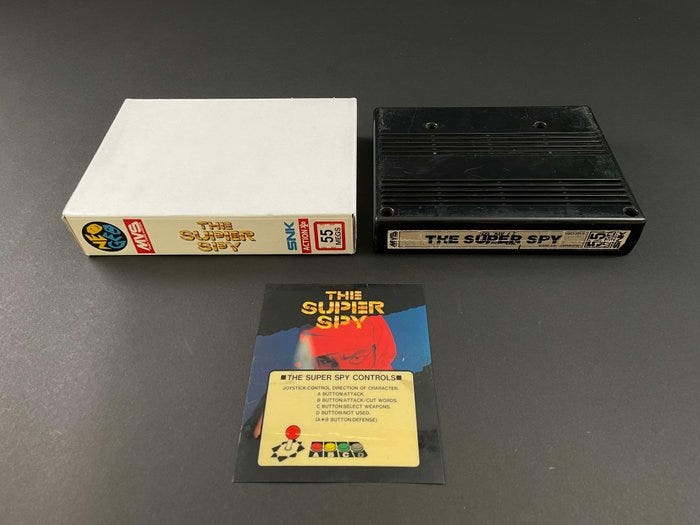 NEO
GEO
MVS
THE
SUPER
SPY
SNK
ACTION
55
MEGS
MVS
THE SUPER SPY
55
SNK
THE
SUPER
SPY
■THE SUPER SPY CONTROLS■
JOYSTICK:CONTROL DIRECTION OF CHARACTER.
A BUTTON:ATTACK.
B BUTTON:ATTACK/CUT WORDS.
C BUTTON:SELECT WEAPONS.
D BUTTON:NOT USED.
(A+B BUTTON:DEFENSE)
A B C D